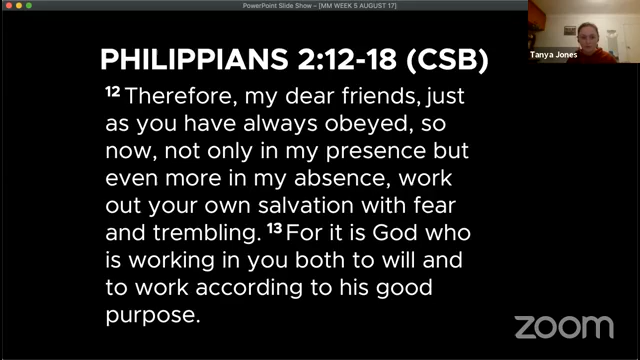 PowerPoint Slide Show – [MM WEEK 5 AUGUST 17]
Tanya Jones
PHILIPPIANS 2:12-18 (CSB)
12 Therefore, my dear friends, just
as you have always obeyed, so
now, not only in my presence but
even more in my absence, work
out your own salvation with fear
and trembling. 13 For it is God who
is working in you both to will and
to work according to his good
purpose.
zoom